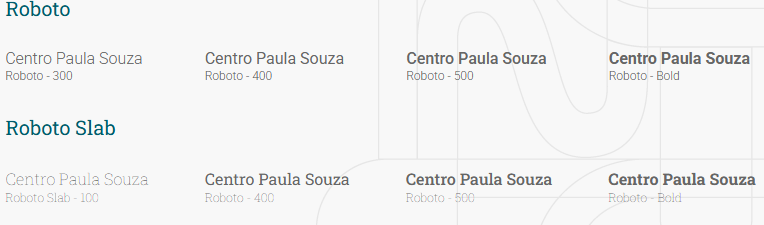 Roboto
Centro Paula Souza Centro Paula Souza Centro Paula Souza Centro Paula Souza
Roboto - 300 Roboto - 400 Roboto - 500 Roboto - Bold
Roboto Slab
Centro Paula Souza Centro Paula Souza Centro Paula Souza Centro Paula Souza
Roboto Slab - 100 Roboto - 400 Roboto - 500 Roboto - Bold